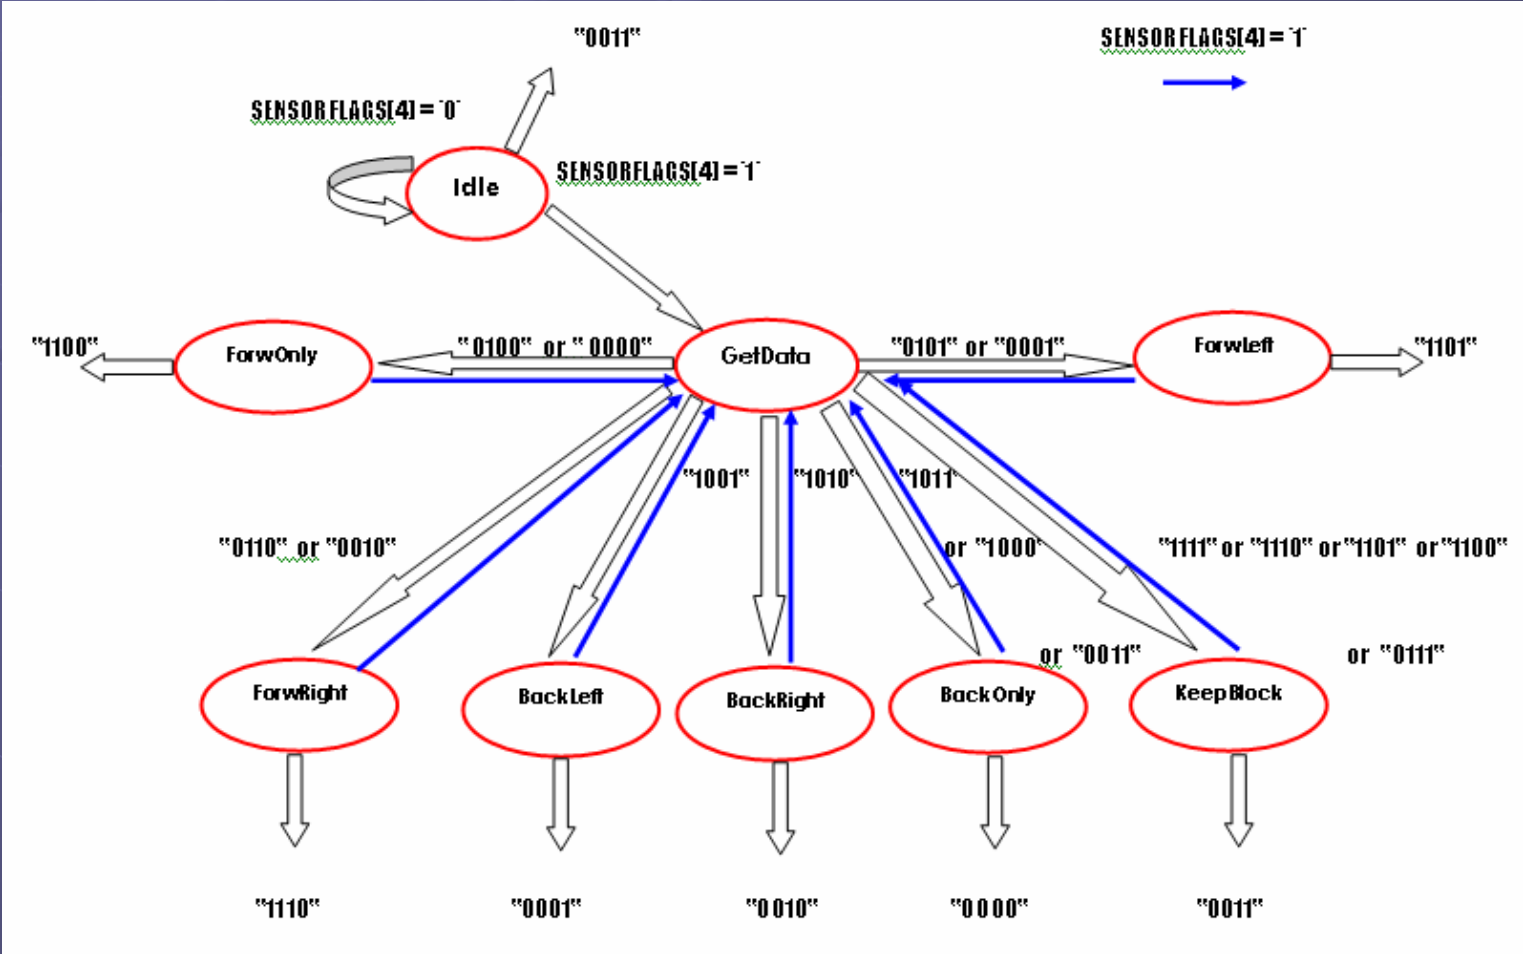 "0011"
SENSORFLAGS[4] = '1'
SENSORFLAGS[4] = '0'
SENSORFLAGS[4] = '1'
Idle
"1100"
ForwOnly
"0100" or "0000"
GetData
"0101" or "0001"
ForwLeft
"1101"
"1001"
"1010"
"1011"
"0110" or "0010"
or "1000"
"1111" or "1110" or "1101" or "1100"
or "0011"
or "0111"
ForwRight
BackLeft
BackRight
BackOnly
KeepBlock
"1110"
"0001"
"0010"
"0000"
"0011"